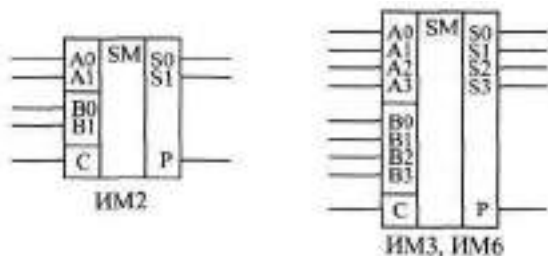 A0 SM S0
A1 S1
B0
B1
C P
ИМ2
A0 SM S0
A1 S1
A2 S2
A3 S3
B0
B1
B2
B3
C P
ИМ3, ИМ6